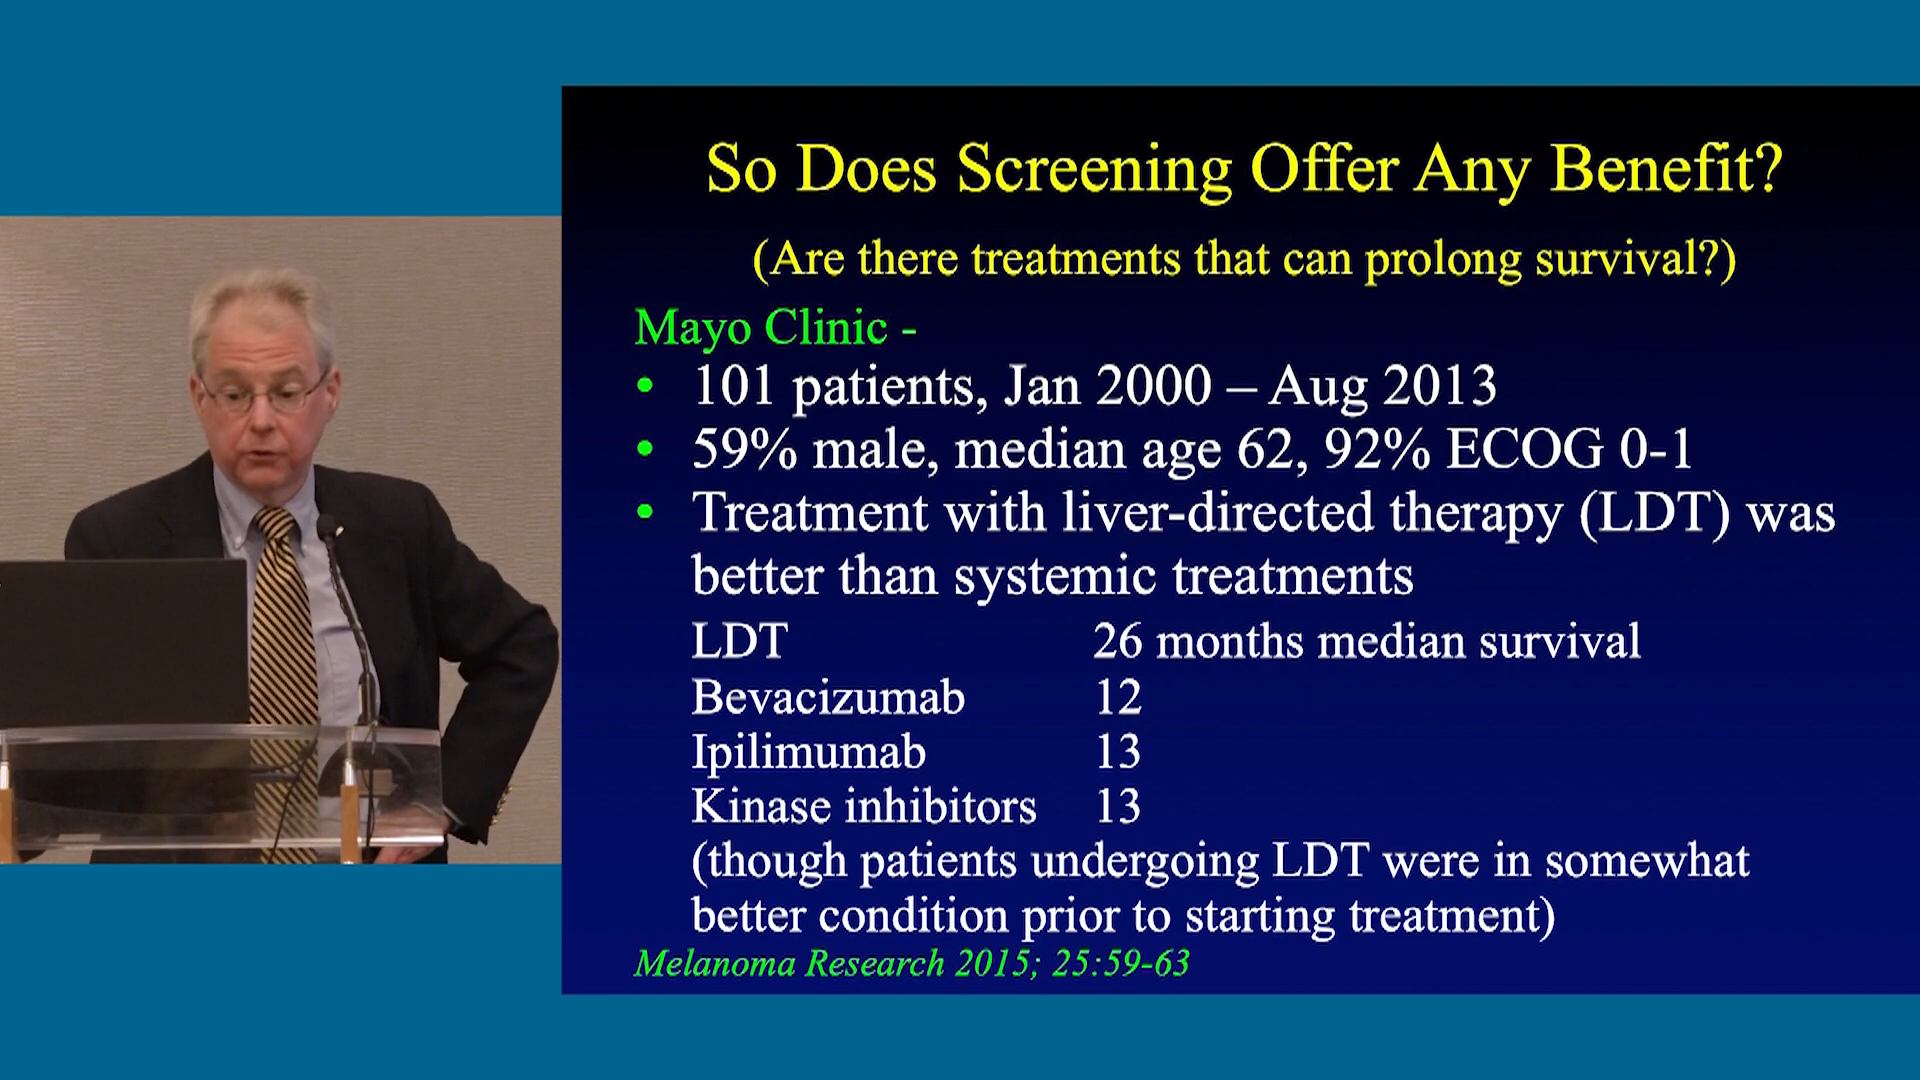 So Does Screening Offer Any Benefit?
(Are there treatments that can prolong survival?)
Mayo Clinic -
• 101 patients, Jan 2000 – Aug 2013
• 59% male, median age 62, 92% ECOG 0-1
• Treatment with liver-directed therapy (LDT) was
better than systemic treatments
LDT 26 months median survival
Bevacizumab 12
Ipilimumab 13
Kinase inhibitors 13
(though patients undergoing LDT were in somewhat
better condition prior to starting treatment)
Melanoma Research 2015; 25:59-63